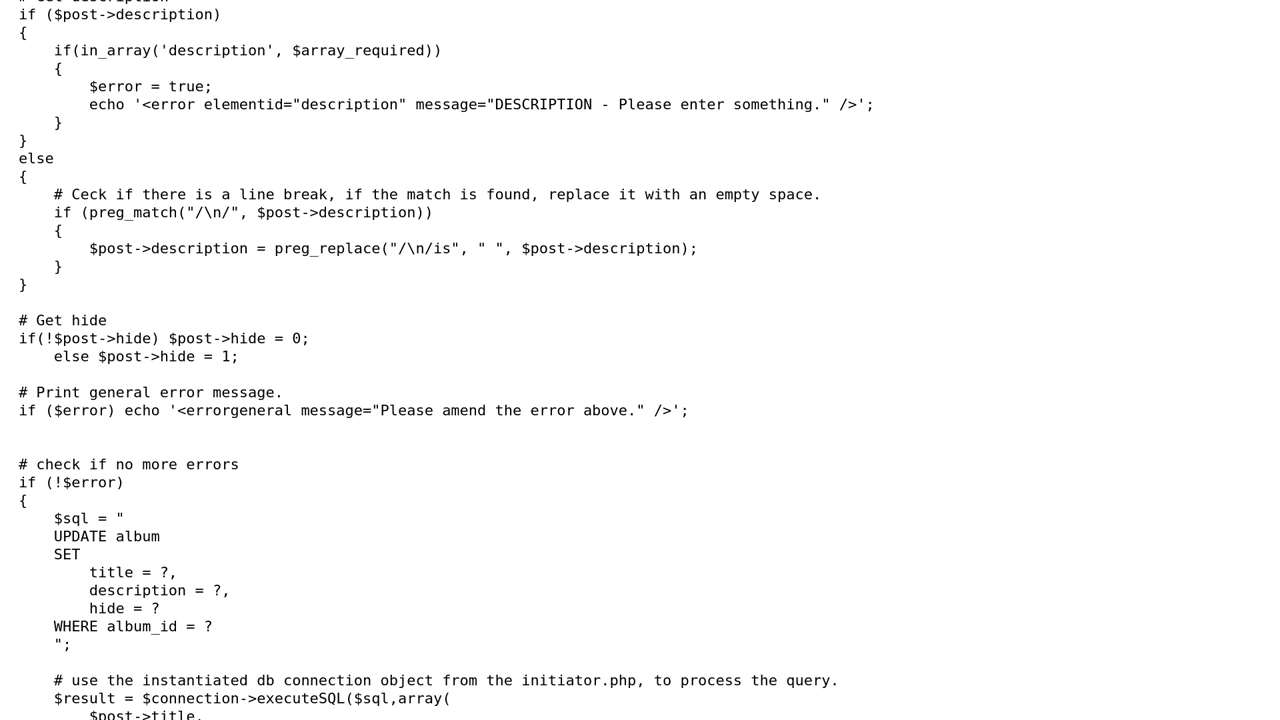 # Get description
if ($post->description)
{
    if(in_array('description', $array_required))
    {
        $error = true;
        echo '<error elementid="description" message="DESCRIPTION - Please enter something." />';
    }
}
else
{
    # Ceck if there is a line break, if the match is found, replace it with an empty space.
    if (preg_match("/\n/", $post->description))
    {
        $post->description = preg_replace("/\n/is", " ", $post->description);
    }
}

# Get hide
if(!$post->hide) $post->hide = 0;
    else $post->hide = 1;

# Print general error message.
if ($error) echo '<errorgeneral message="Please amend the error above." />';


# check if no more errors
if (!$error)
{
    $sql = "
    UPDATE album
    SET
        title = ?,
        description = ?,
        hide = ?
    WHERE album_id = ?
    ";

    # use the instantiated db connection object from the initiator.php, to process the query.
    $result = $connection->executeSQL($sql,array(
        $post->title,